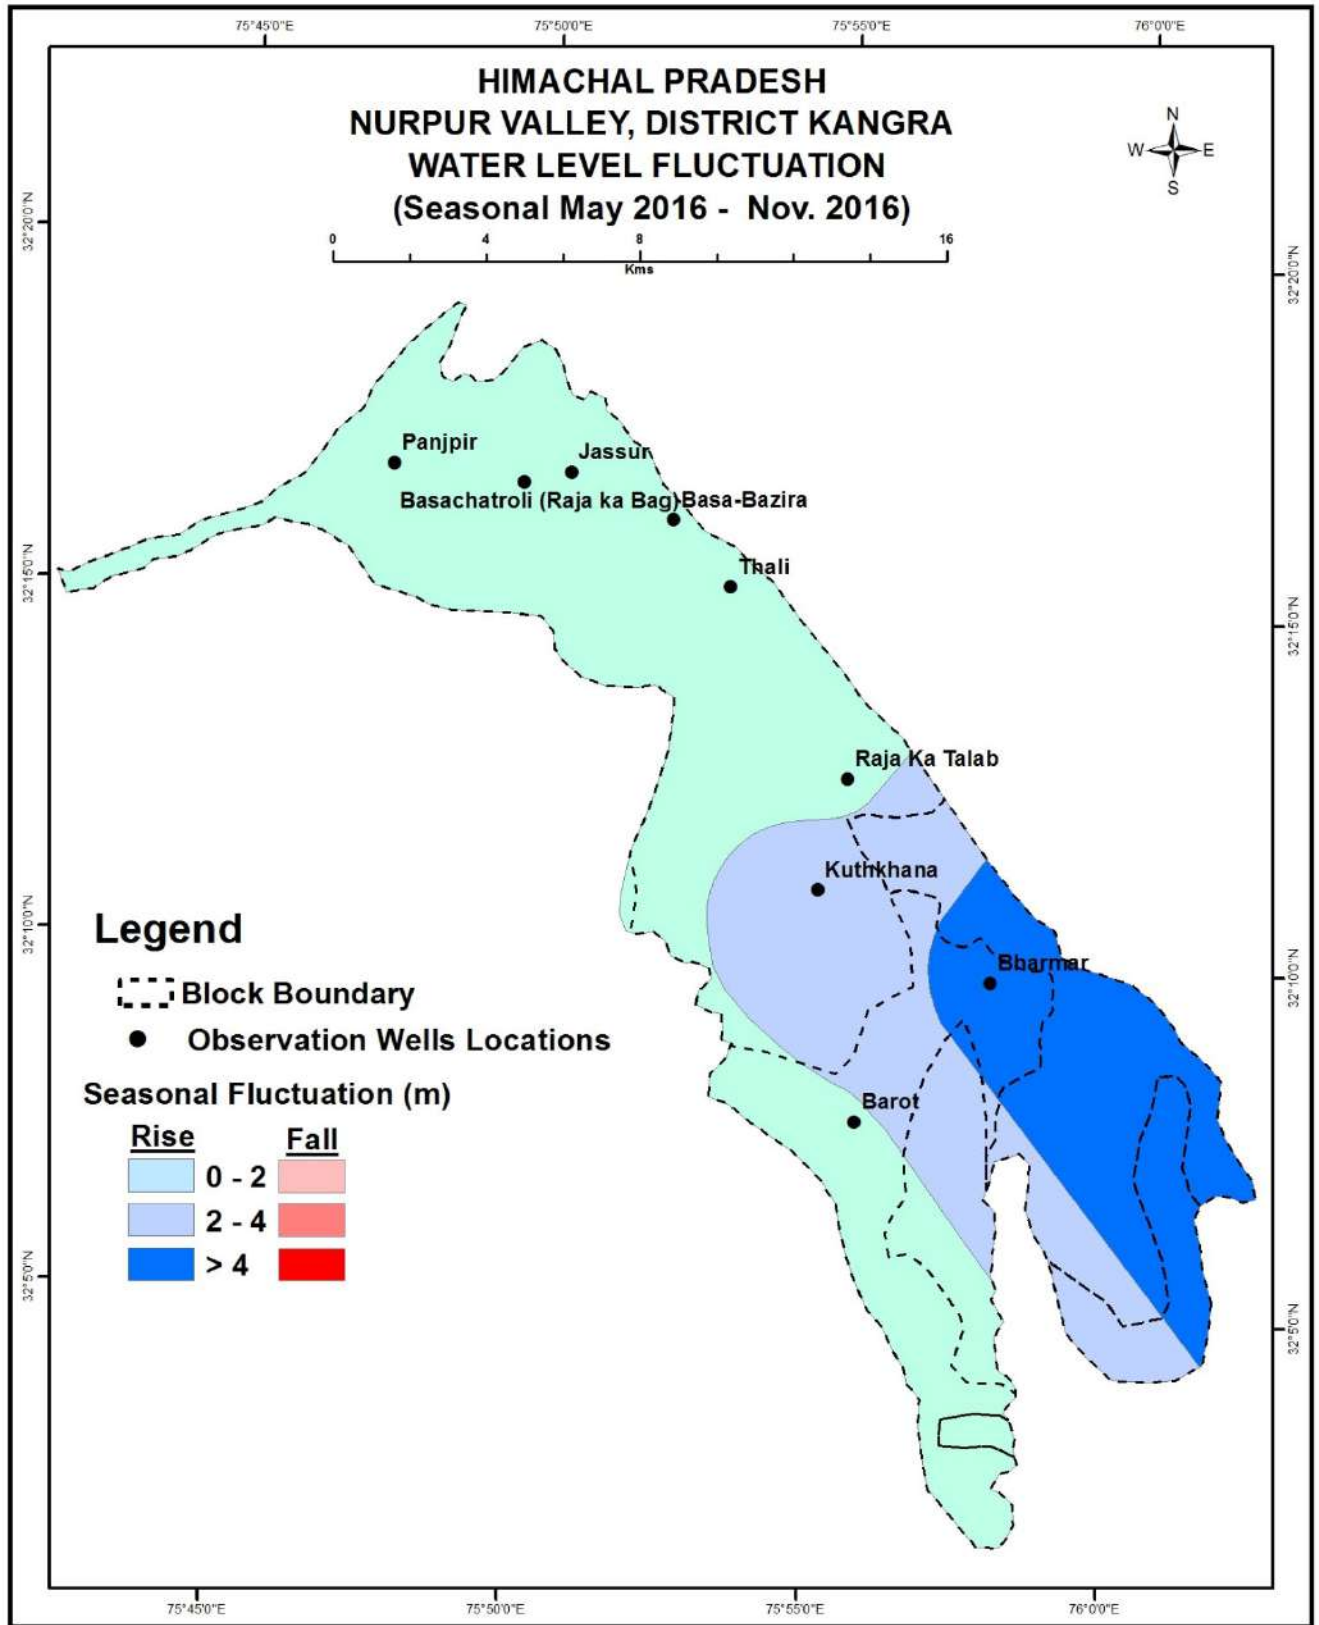 75°45'0"E 75°50'0"E 75°55'0"E 76°0'0"E
HIMACHAL PRADESH
NURPUR VALLEY, DISTRICT KANGRA
WATER LEVEL FLUCTUATION
(Seasonal May 2016 - Nov. 2016)
N
W E
S
0 4 8 16
Kms
32°20'0"N
32°20'0"N
Panjpir
Jassur
Basachatroli (Raja ka Bag) Basa-Bazira
Thali
32°15'0"N
32°15'0"N
Raja Ka Talab
Kuthkhana
32°10'0"N
Bharmar
32°10'0"N
Barot
Legend
Block Boundary
Observation Wells Locations
Seasonal Fluctuation (m)
Rise Fall
0 - 2
2 - 4
> 4
32°5'0"N
32°5'0"N
75°45'0"E 75°50'0"E 75°55'0"E 76°0'0"E